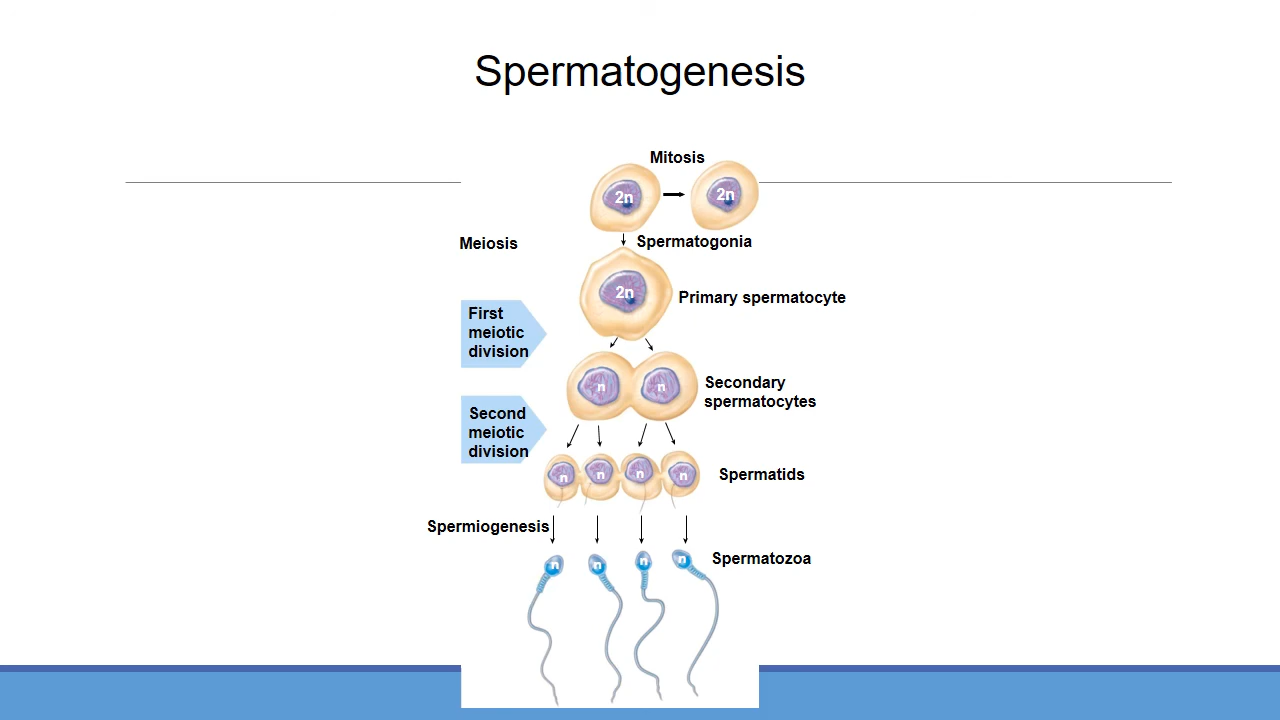 Spermatogenesis
Mitosis
2n
2n
Spermatogonia
Meiosis
2n
Primary spermatocyte
First
meiotic
division
n
n
Secondary
spermatocytes
Second
meiotic
division
n
n
n
n
Spermatids
Spermiogenesis
n
n
n
n
Spermatozoa